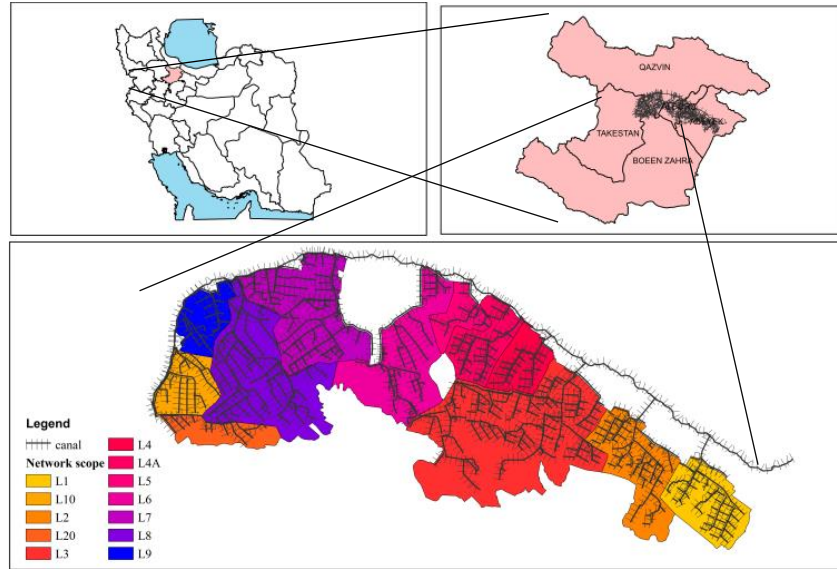 QAZVIN
TAKESTAN
BOEEN ZAHRA
Legend
canal
Network scope
L1
L10
L2
L20
L3
L4
L4A
L5
L6
L7
L8
L9